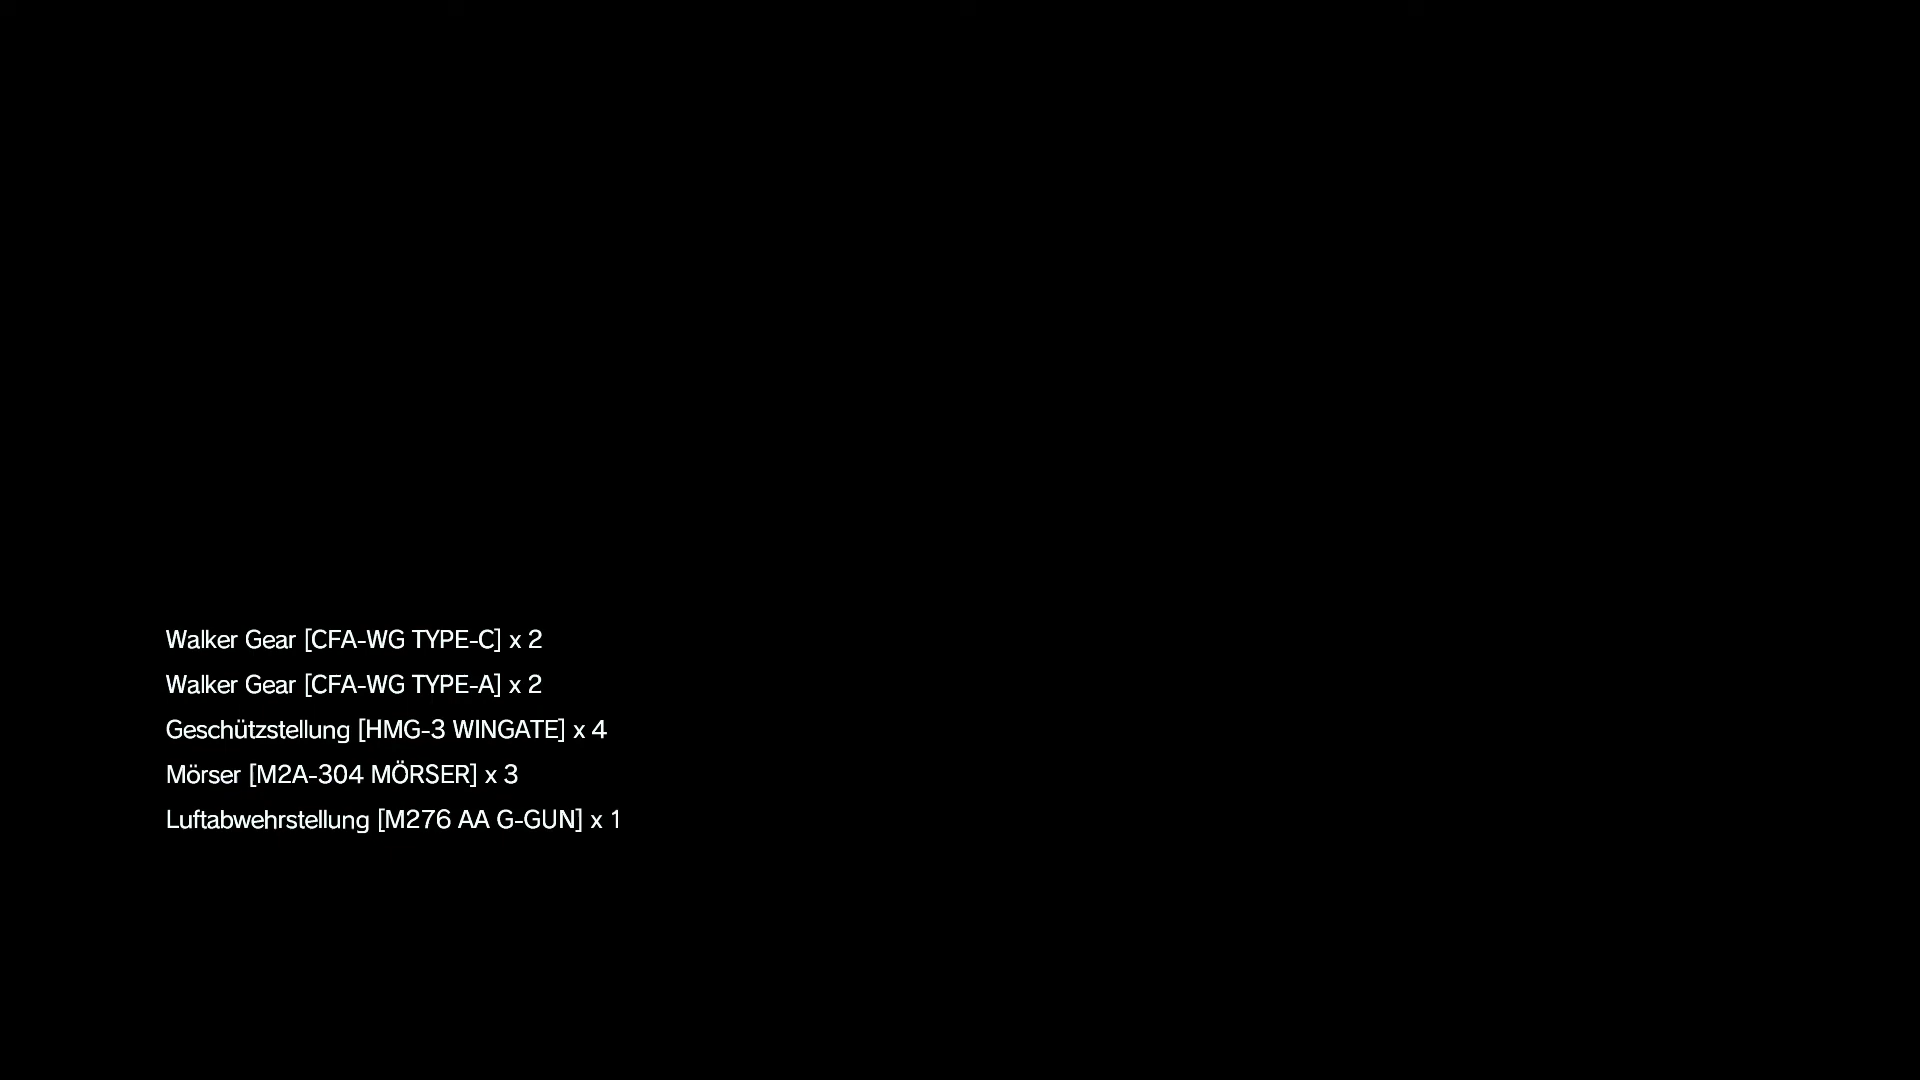 Walker Gear [CFA-WG TYPE-C] x 2
Walker Gear [CFA-WG TYPE-A] x 2
Geschützstellung [HMG-3 WINGATE] x 4
Mörser [M2A-304 MÖRSER] x 3
Luftabwehrstellung [M276 AA G-GUN] x 1